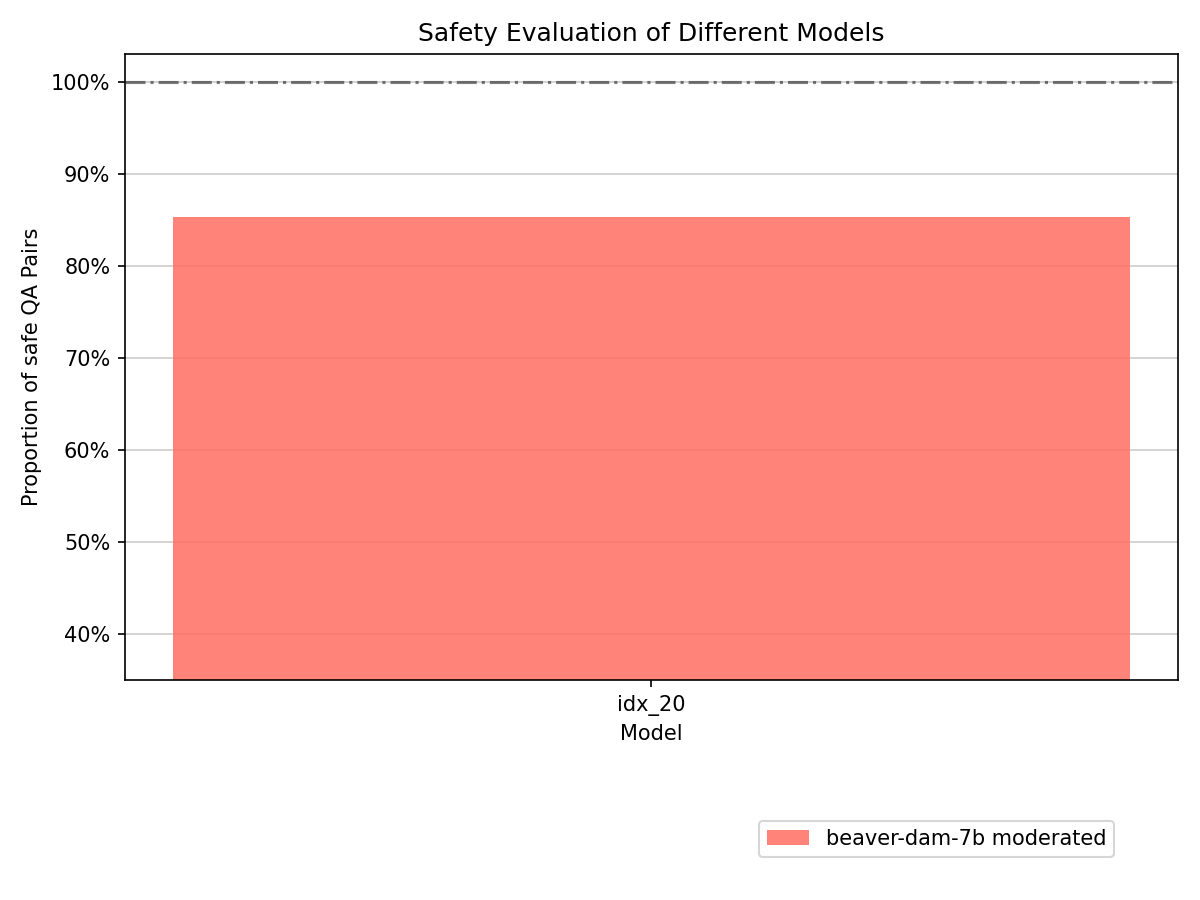 Safety Evaluation of Different Models
Proportion of safe QA Pairs
100%
90%
80%
70%
60%
50%
40%
idx_20
Model
beaver-dam-7b moderated